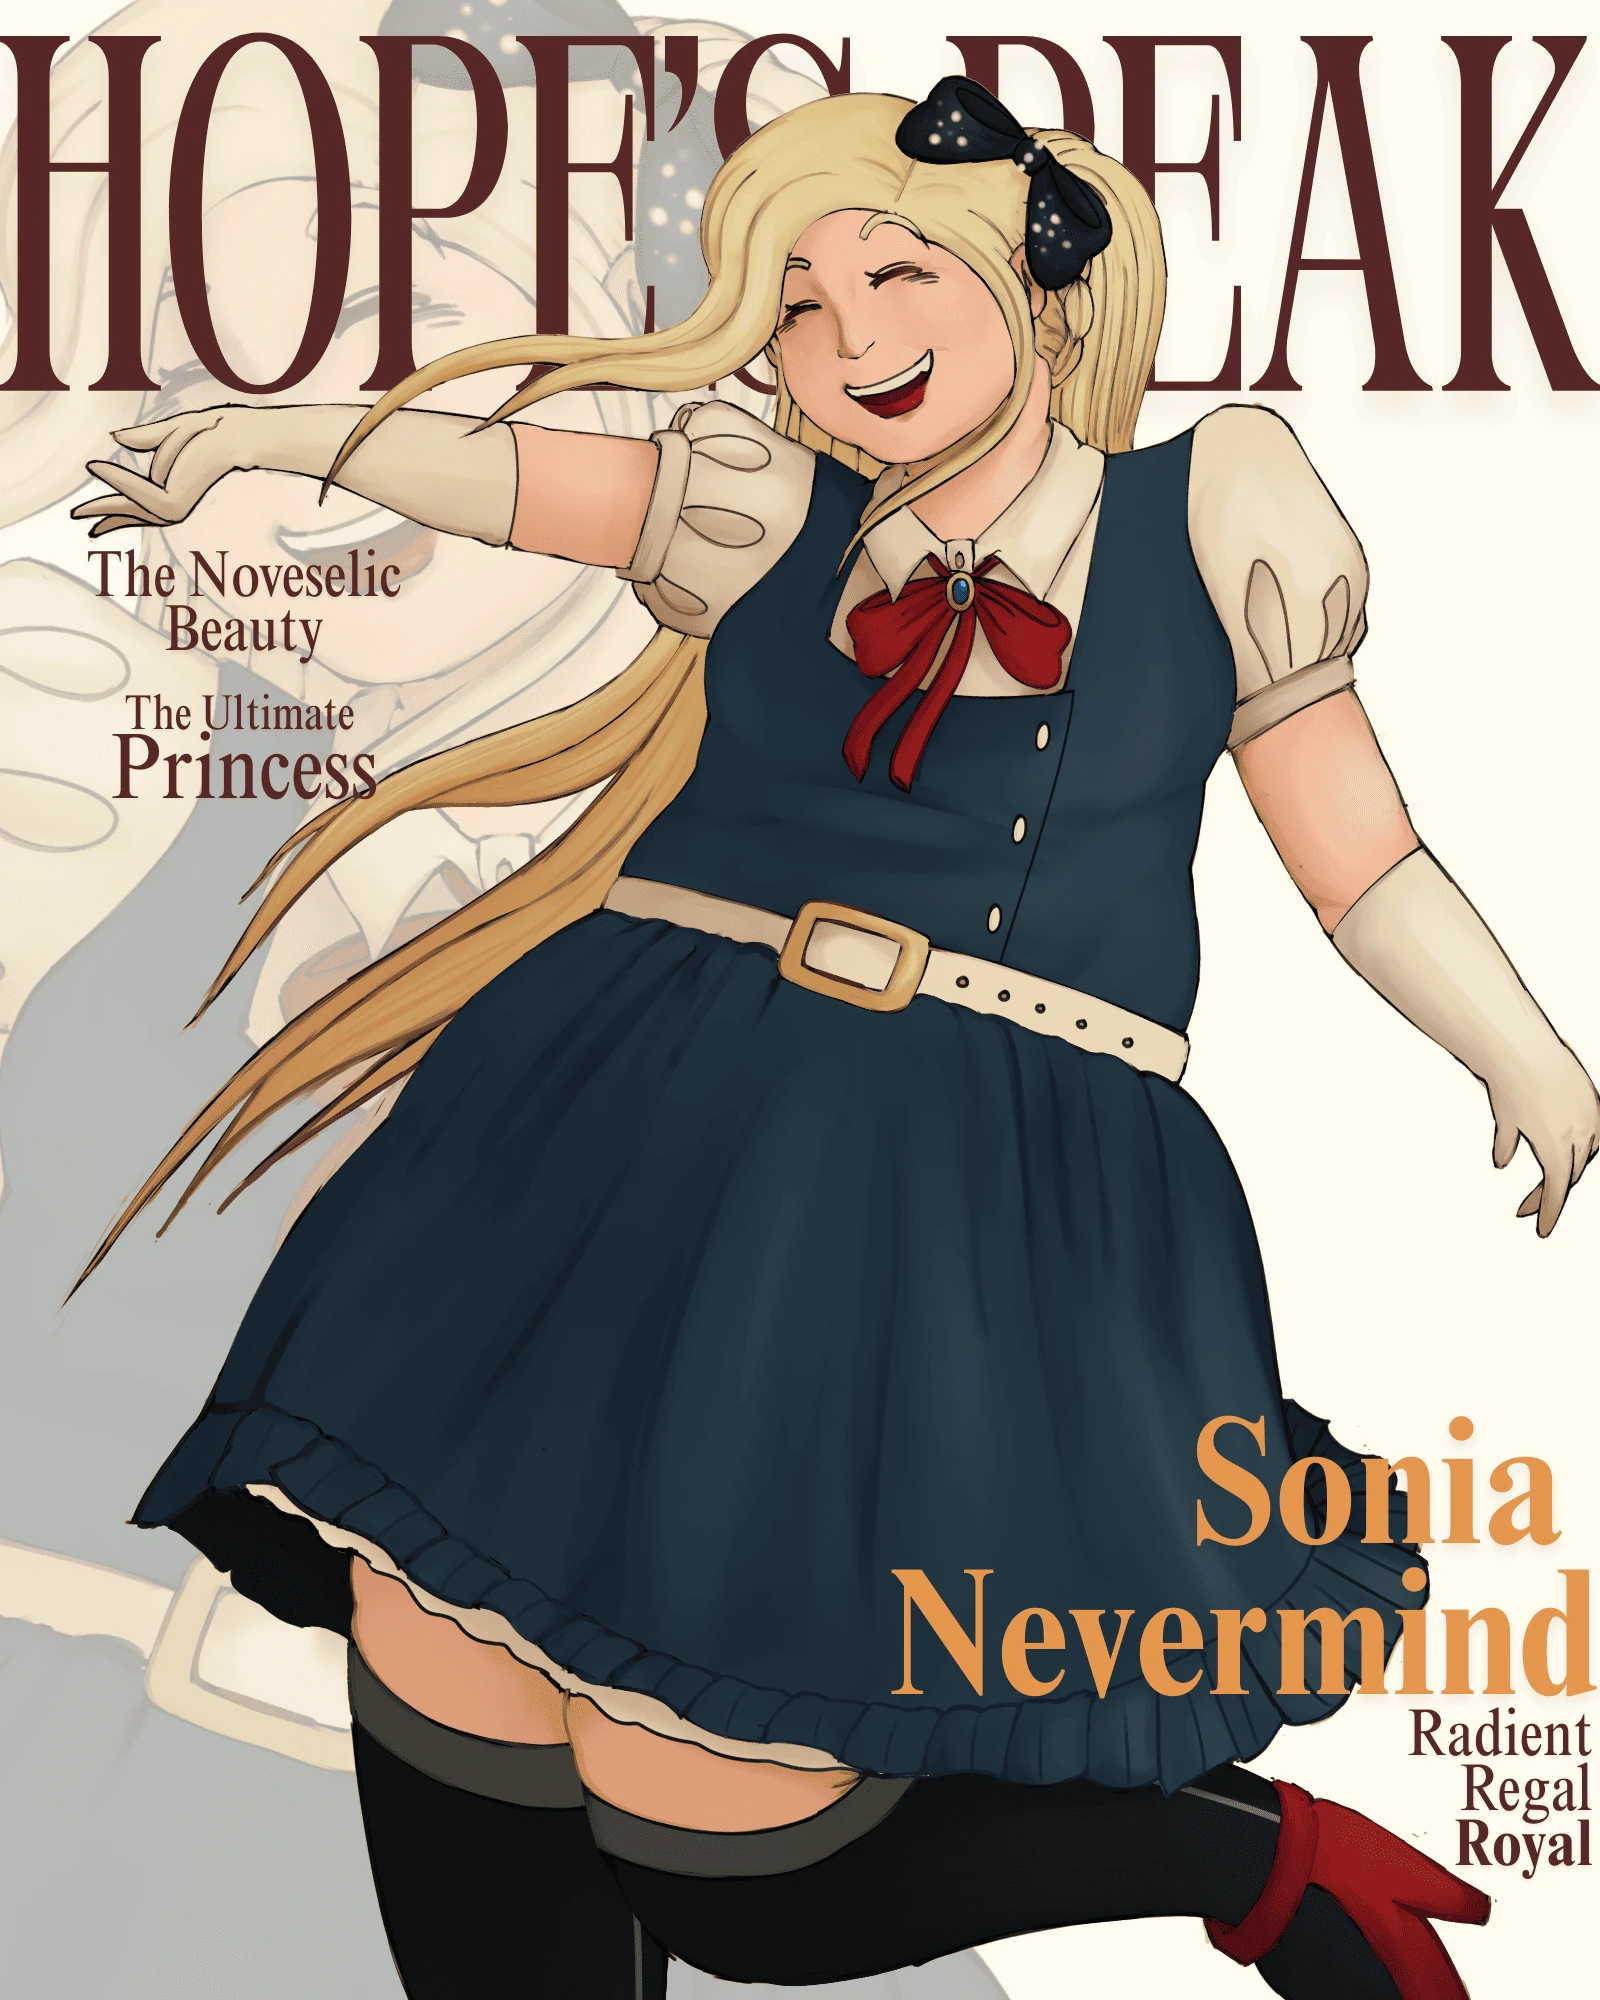 HOPE'S PEAK
The Noveselic
Beauty
The Ultimate
Princess
Sonia
Nevermind
Radient
Regal
Royal